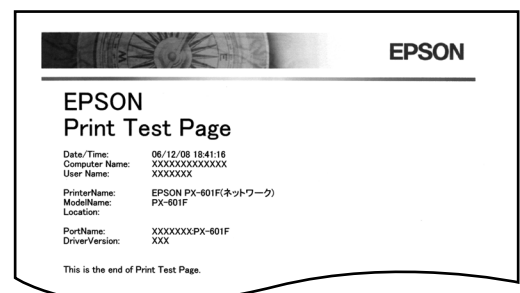 EPSON
EPSON
Print Test Page
Date/Time: 06/12/08 18:41:16
Computer Name: XXXXXXXXXXXXX
User Name: XXXXXXX
PrinterName: EPSON PX-601F(ネットワーク)
ModelName: PX-601F
Location:
PortName: XXXXXXX:PX-601F
DriverVersion: XXX
This is the end of Print Test Page.